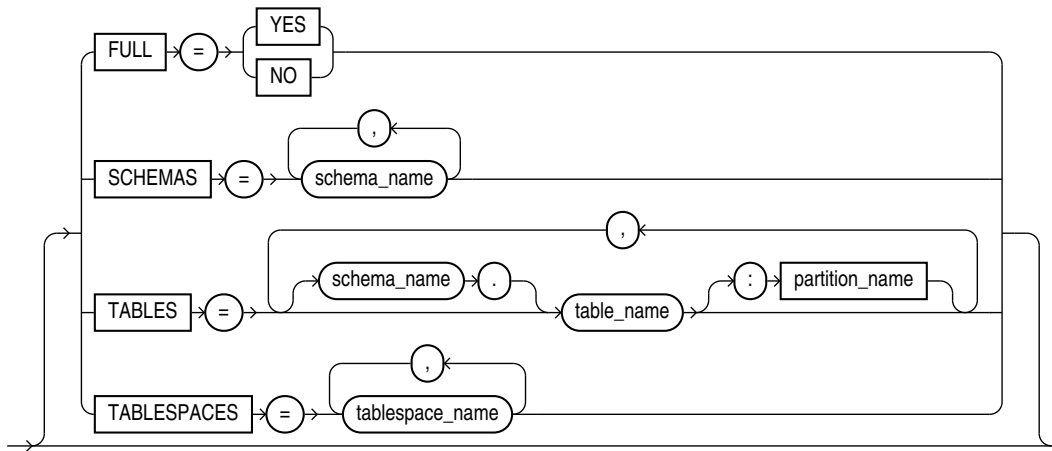 YES
FULL =
NO
,
SCHEMAS = schema_name
,
schema_name . : partition_name
TABLES = table_name
,
TABLESPACES = tablespace_name